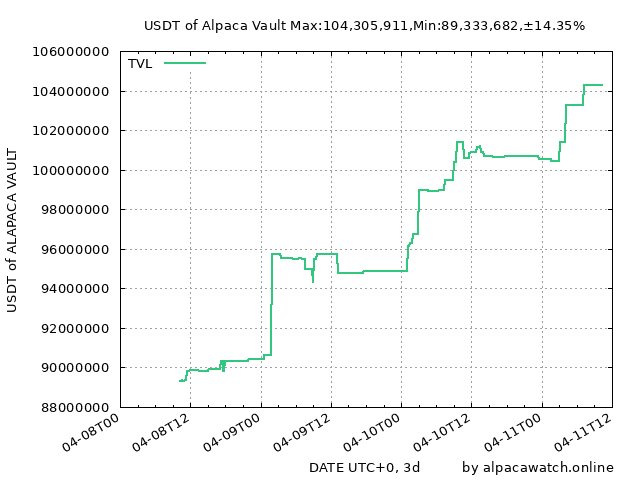 USDT of Alpaca Vault Max:104,305,911,Min:89,333,682,±14.35%
TVL
USDT of ALAPACA VAULT
106000000
104000000
102000000
100000000
98000000
96000000
94000000
92000000
90000000
88000000
04-08T00
04-08T12
04-09T00
04-09T12
04-10T00
04-10T12
04-11T00
04-11T12
DATE UTC+0, 3d
by alpacawatch.online